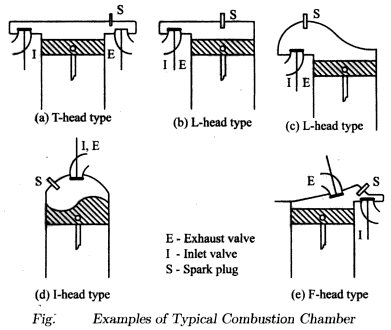 S
I
E
(a) T-head type
S
I
E
(b) L-head type
S
I
E
(c) L-head type
I, E
S
(d) I-head type
E - Exhaust valve
I - Inlet valve
S - Spark plug
E
S
I
(e) F-head type
Fig. Examples of Typical Combustion Chamber